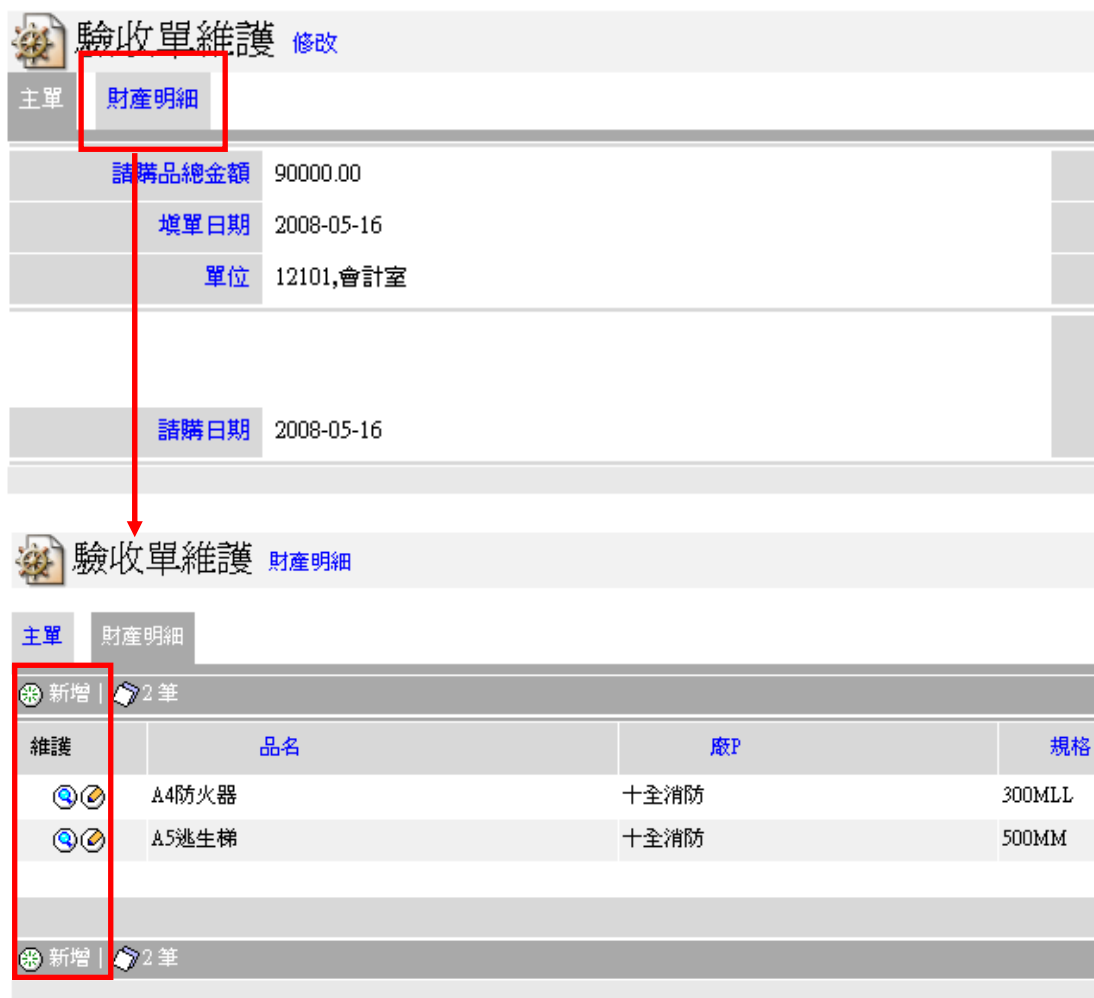 驗收單維護 修改
主單 財產明細
請購品總金額 90000.00
填單日期 2008-05-16
單位 12101,會計室
請購日期 2008-05-16
驗收單維護 財產明細
主單 財產明細
新增 | 2 筆
維護 品名 廠P 規格
A4防火器 十全消防 300MLL
A5逃生梯 十全消防 500MM
新增 | 2 筆